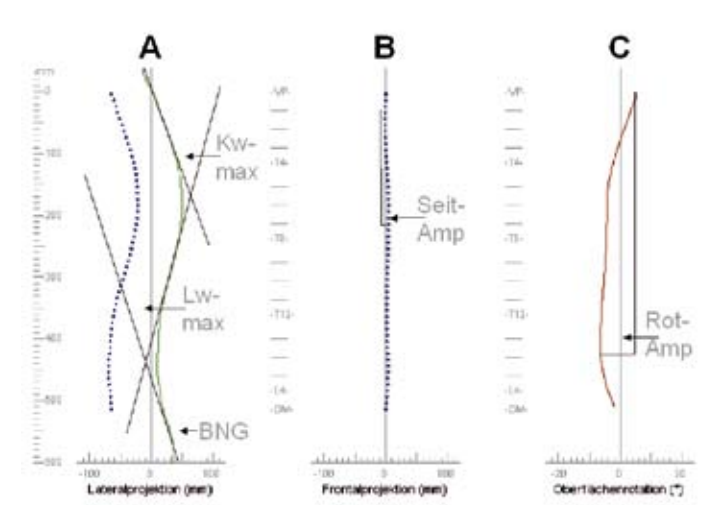 A
B
C
mm
0
-VP-
-VP-
Kw-
max
100
-T4-
-T4-
Seit-
Amp
200
-T8-
-T8-
300
Lw-
max
-T12-
-T12-
Rot-
Amp
400
-L4-
-L4-
-DM-
-DM-
500
BNG
-100 0 100
-100 0 100
-20 0
Lateralprojektion (mm)
Frontalprojektion (mm)
Oberflächenrotation (°)